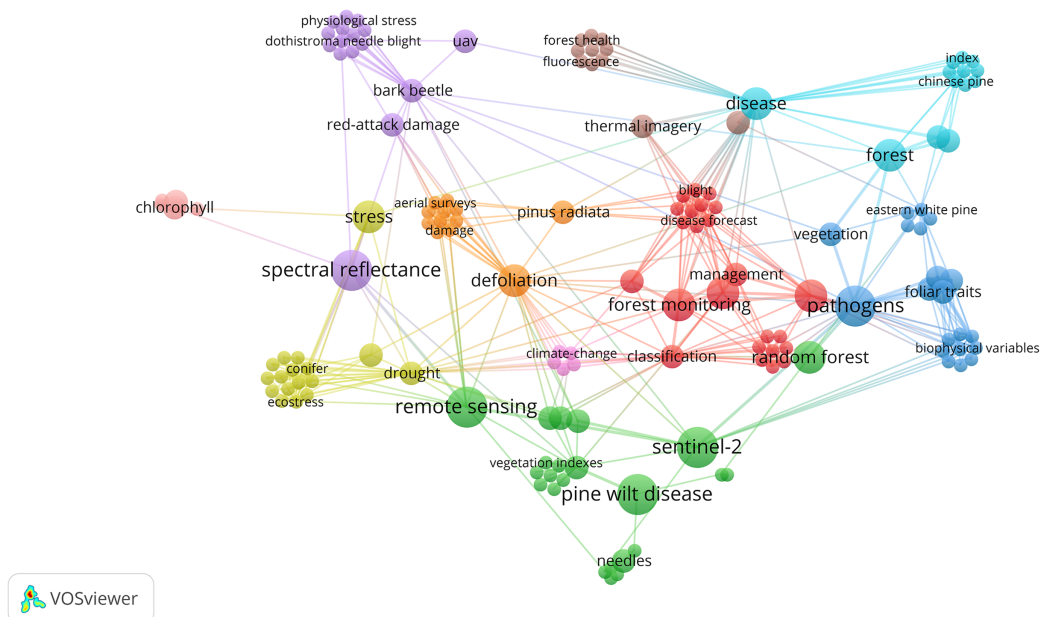 physiological stress
dothistroma needle blight
uav
forest health
fluorescence
index
chinese pine
bark beetle
disease
red-attack damage
thermal imagery
forest
blight
chlorophyll
stress
aerial surveys
damage
pinus radiata
disease forecast
eastern white pine
vegetation
spectral reflectance
defoliation
management
foliar traits
forest monitoring
pathogens
climate-change
classification
random forest
biophysical variables
conifer
drought
ecostress
remote sensing
sentinel-2
vegetation indexes
pine wilt disease
needles
VOSviewer